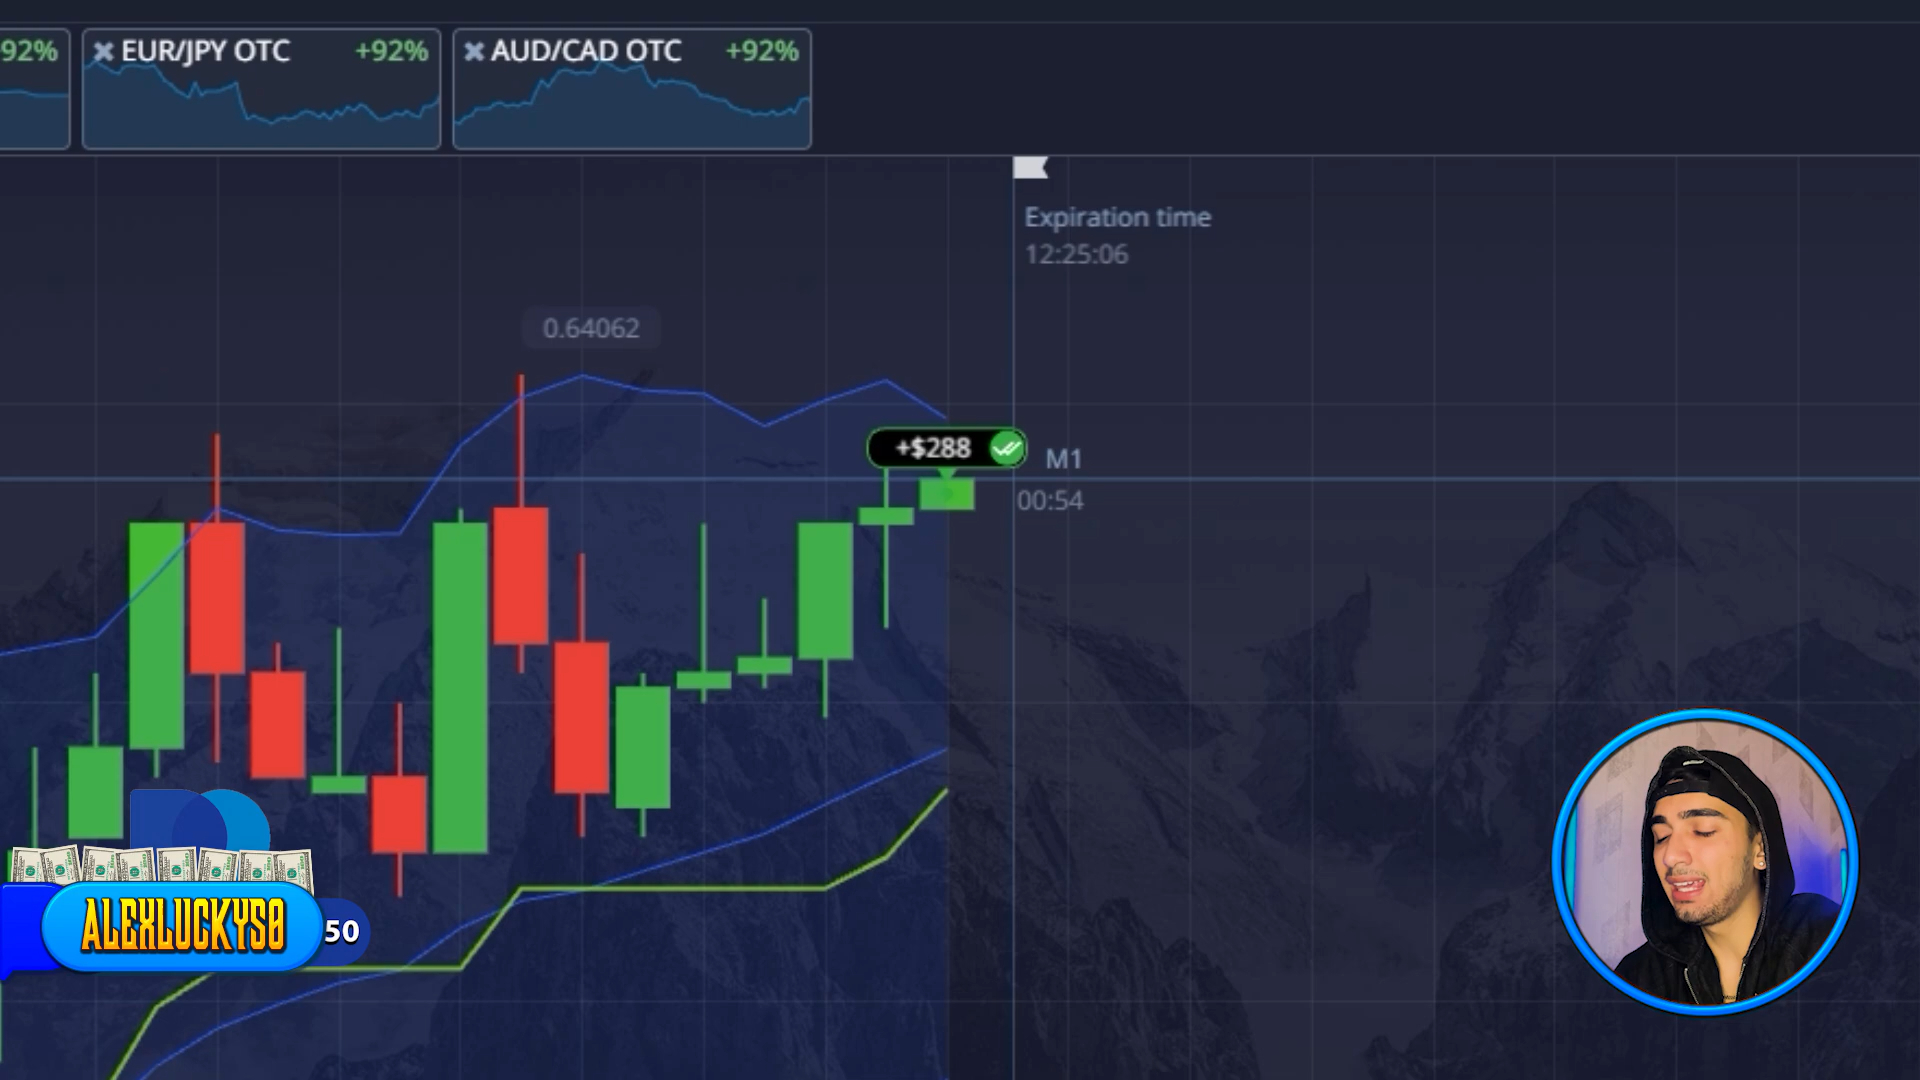 92%
EUR/JPY OTC +92%
AUD/CAD OTC +92%
Expiration time
12:25:06
0.64062
+$288
M1
00:54
ALEXLUCKY50
50